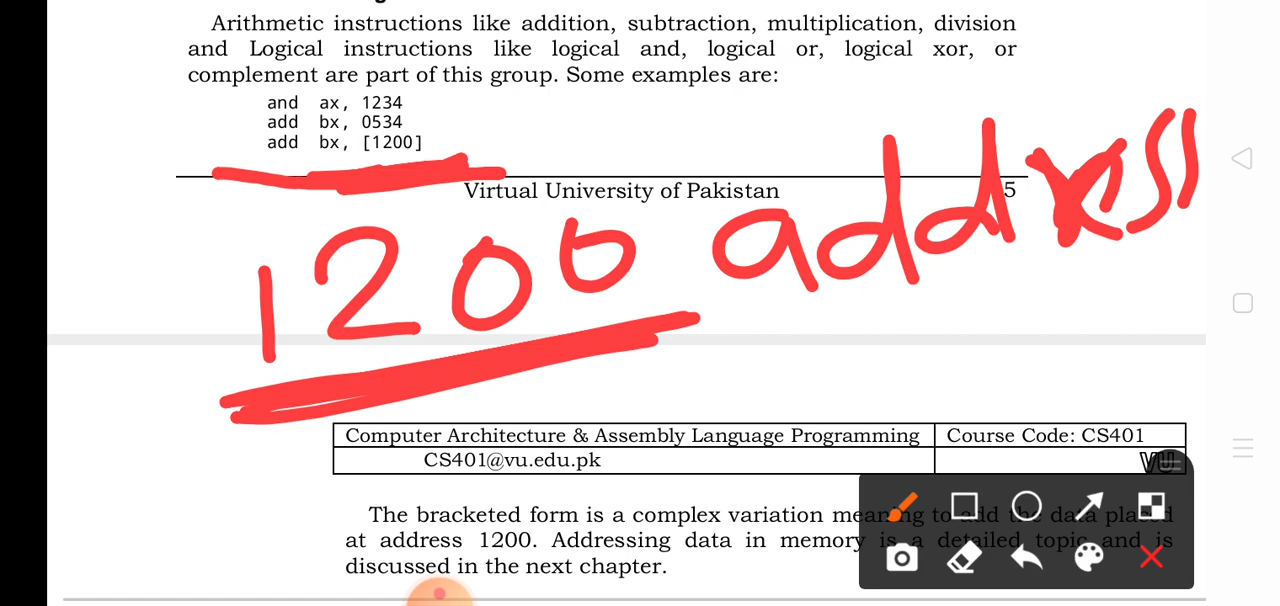 Arithmetic instructions like addition, subtraction, multiplication, division
and Logical instructions like logical and, logical or, logical xor, or
complement are part of this group. Some examples are:
and ax, 1234
add bx, 0534
add bx, [1200]
Virtual University of Pakistan 5
1200 address
Computer Architecture & Assembly Language Programming Course Code: CS401
CS401@vu.edu.pk VU
The bracketed form is a complex variation meaning to add the data placed
at address 1200. Addressing data in memory is a detailed topic and is
discussed in the next chapter.